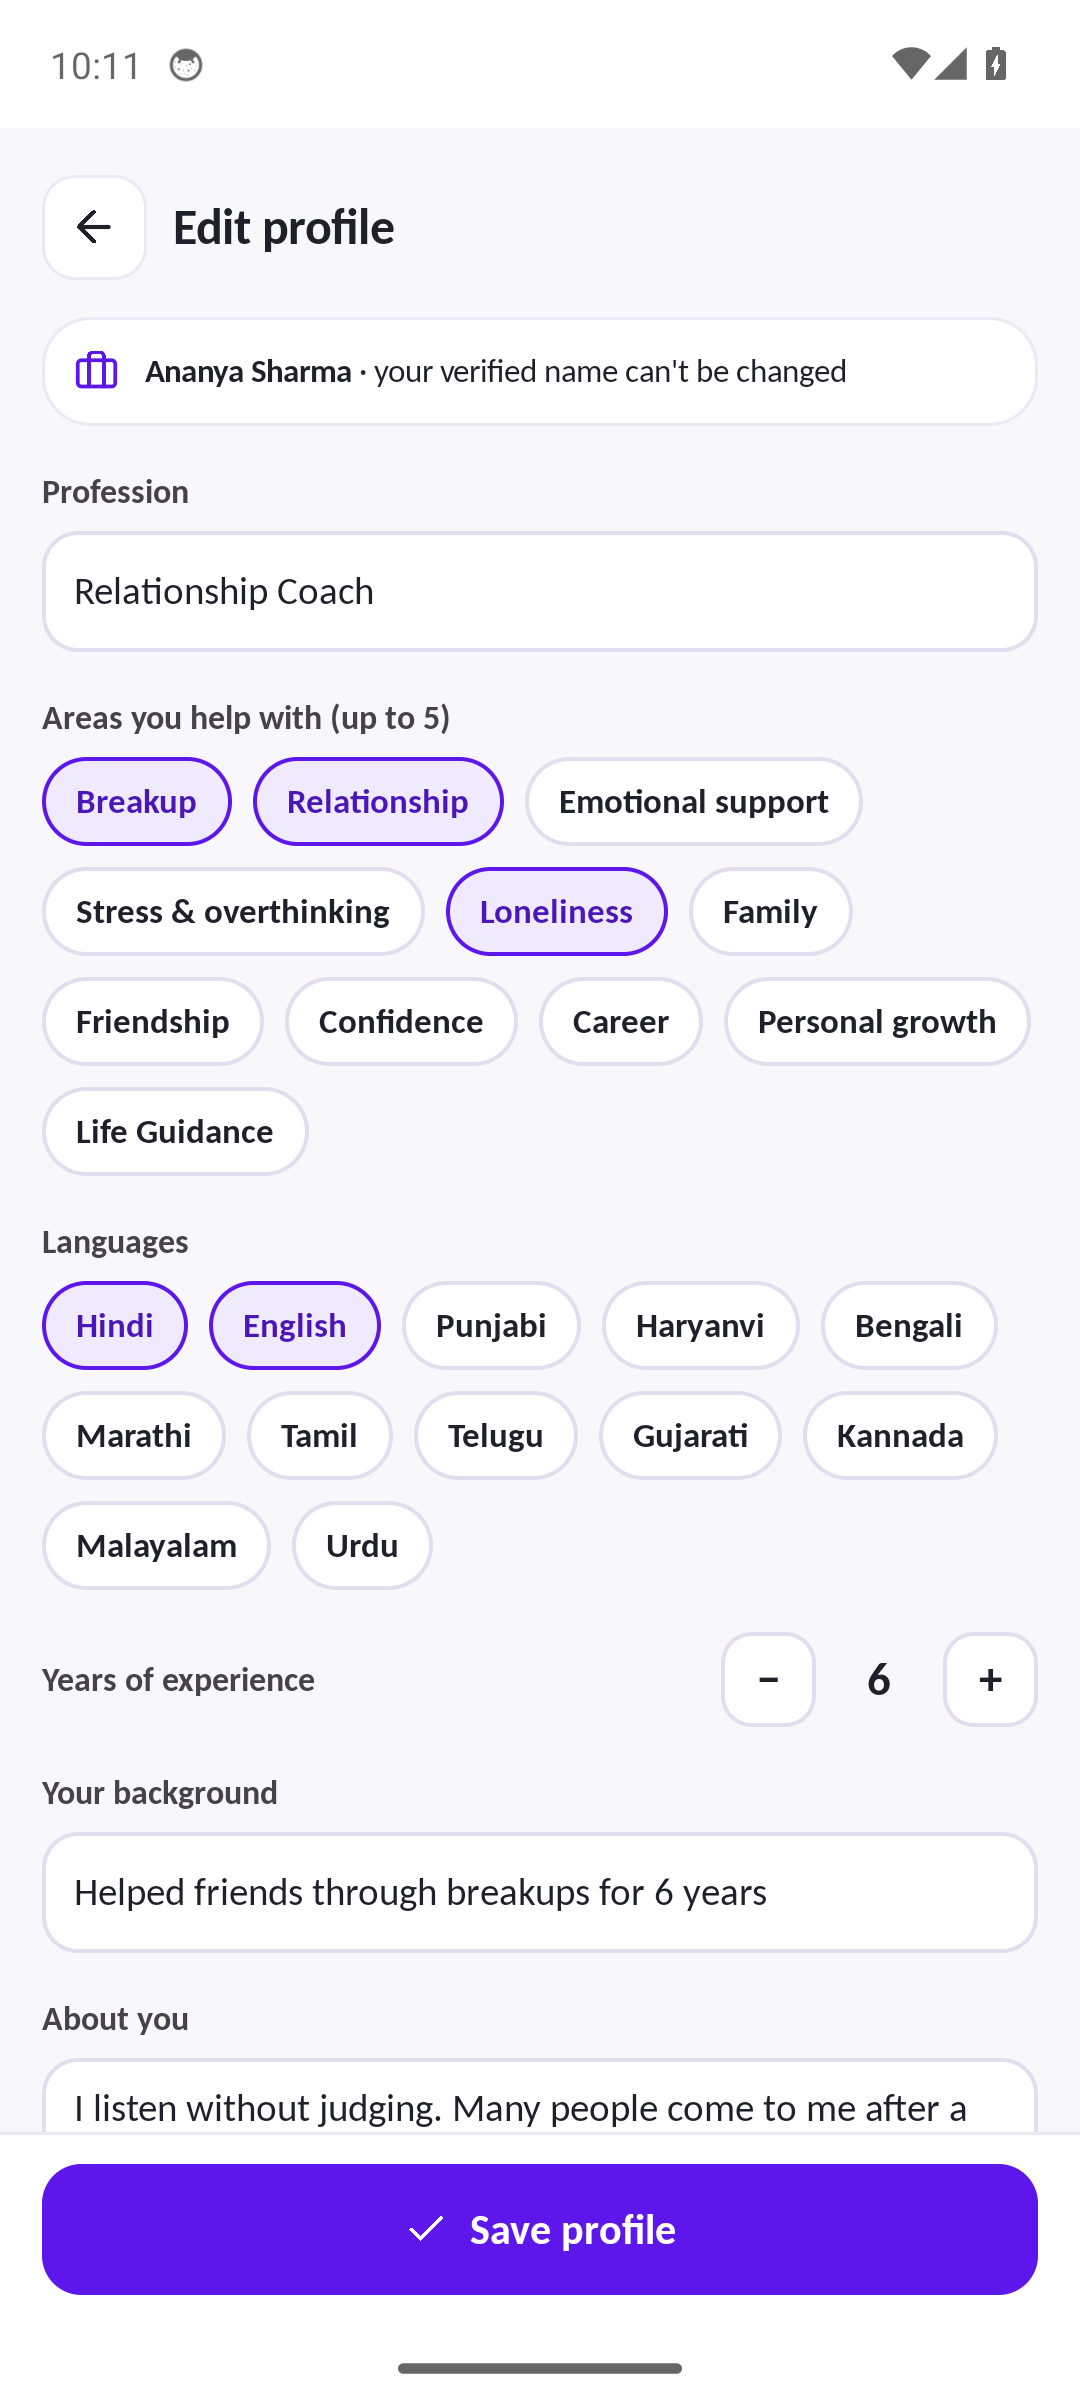 10:11
Edit profile
Ananya Sharma · your verified name can't be changed
Profession
Relationship Coach
Areas you help with (up to 5)
Breakup Relationship Emotional support
Stress & overthinking Loneliness Family
Friendship Confidence Career Personal growth
Life Guidance
Languages
Hindi English Punjabi Haryanvi Bengali
Marathi Tamil Telugu Gujarati Kannada
Malayalam Urdu
Years of experience − 6 +
Your background
Helped friends through breakups for 6 years
About you
I listen without judging. Many people come to me after a
Save profile